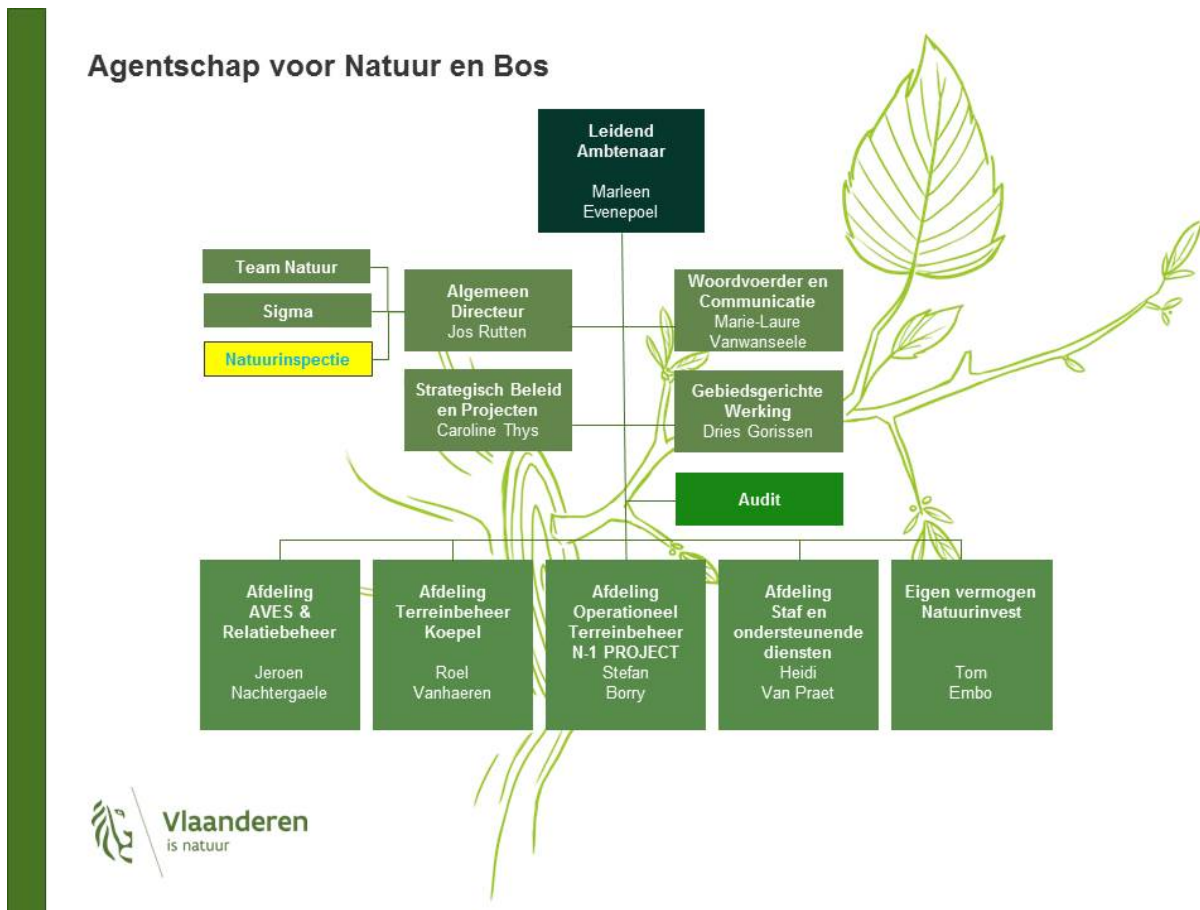 Agentschap voor Natuur en Bos
Leidend
Ambtenaar
Marleen
Evenepoel
Team Natuur
Sigma
Natuurinspectie
Algemeen
Directeur
Jos Rutten
Woordvoerder en
Communicatie
Marie-Laure
Vanwanseele
Strategisch Beleid
en Projecten
Caroline Thys
Gebiedsgerichte
Werking
Dries Gorissen
Audit
Afdeling
AVES &
Relatiebeheer
Jeroen
Nachtergaele
Afdeling
Terreinbeheer
Koepel
Roel
Vanhaeren
Afdeling
Operationeel
Terreinbeheer
N-1 PROJECT
Stefan
Borry
Afdeling
Staf en
ondersteunende
diensten
Heidi
Van Praet
Eigen vermogen
Natuurinvest
Tom
Embo
Vlaanderen
is natuur